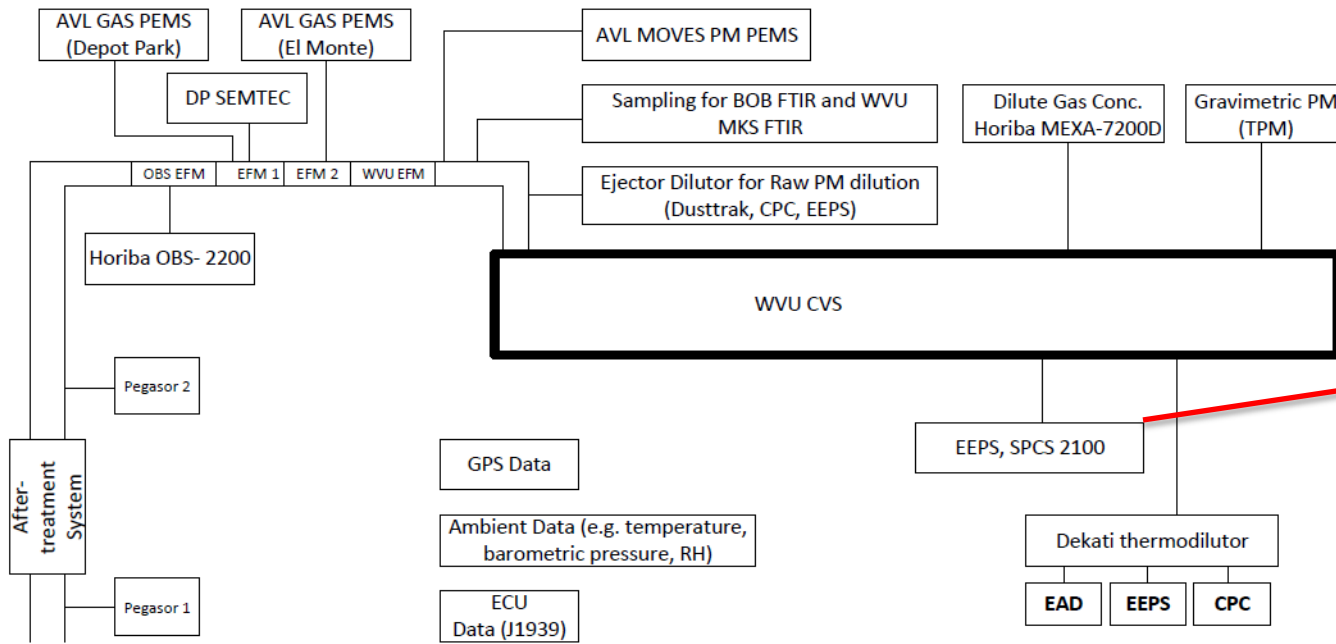 AVL GAS PEMS
(Depot Park)
AVL GAS PEMS
(El Monte)
AVL MOVES PM PEMS
DP SEMTEC
Sampling for BOB FTIR and WVU
MKS FTIR
Dilute Gas Conc.
Horiba MEXA-7200D
Gravimetric PM
(TPM)
OBS EFM
EFM 1
EFM 2
WVU EFM
Ejector Dilutor for Raw PM dilution
(Dusttrak, CPC, EEPS)
Horiba OBS- 2200
WVU CVS
Pegasor 2
EEPS, SPCS 2100
GPS Data
After-
treatment
System
Ambient Data (e.g. temperature,
barometric pressure, RH)
Dekati thermodilutor
EAD
EEPS
CPC
Pegasor 1
ECU
Data (J1939)